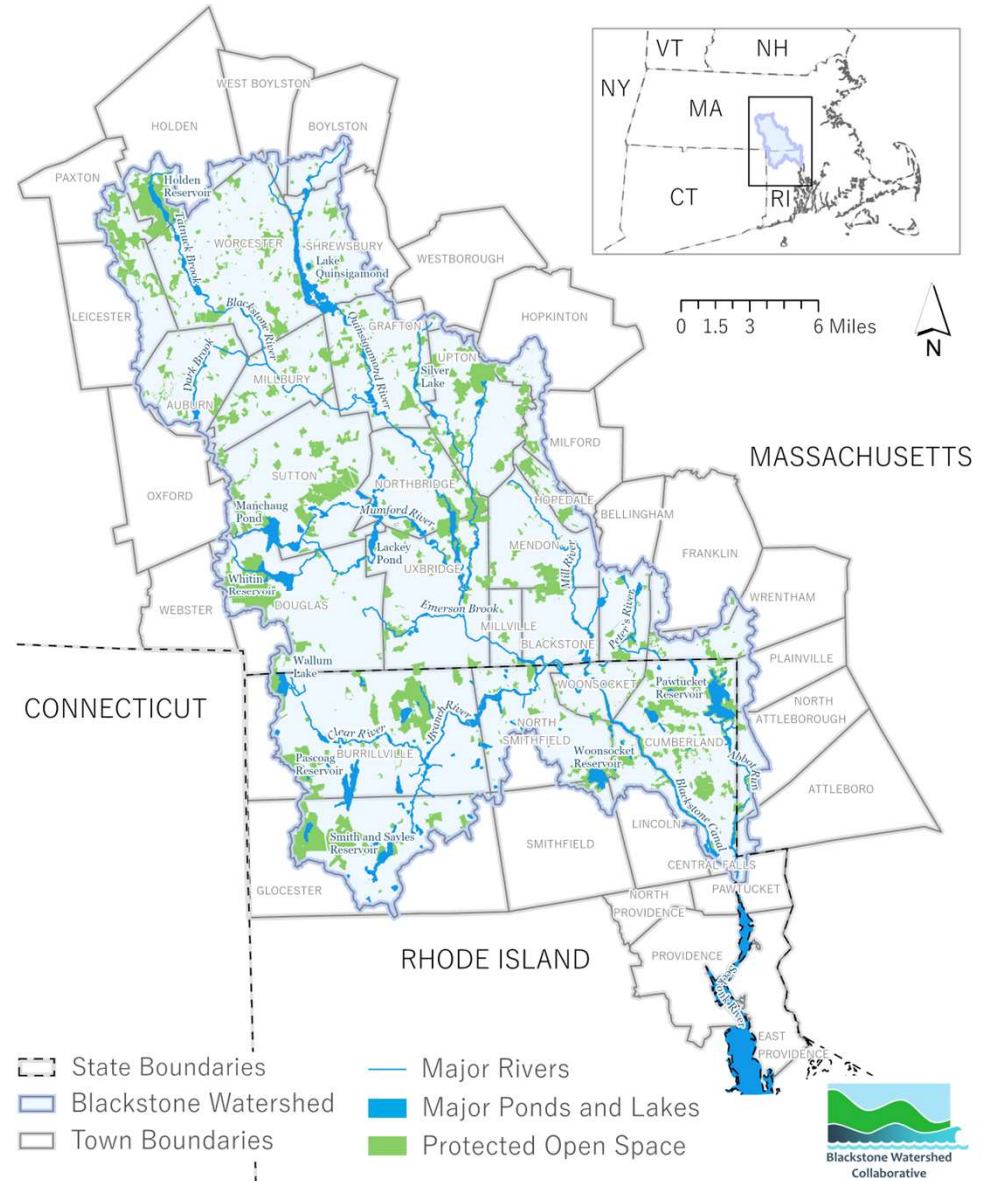 WEST BOYLSTON
HOLDEN
BOYLSTON
PAXTON
Holden
Reservoir
Tatnuck Brook
WORCESTER
SHREWSBURY
Lake
Quinsigamond
WESTBOROUGH
LEICESTER
Blackstone River
Quinsigamond River
GRAFTON
HOPKINTON
UPTON
Silver
Lake
Dark Brook
MILLBURY
AUBURN
MILFORD
SUTTON
NORTHBRIDGE
HOPEDALE
OXFORD
BELLINGHAM
Manchaug
Pond
Mumford River
MENDON
Mill River
FRANKLIN
Lackey
Pond
UXBRIDGE
Whitin
Reservoir
DOUGLAS
WEBSTER
Emerson Brook
MILLVILLE
BLACKSTONE
Peter's River
WRENTHAM
PLAINVILLE
Wallum
Lake
WOONSOCKET
Pawtucket
Reservoir
NORTH
ATTLEBOROUGH
Clear River
Branch River
NORTH
SMITHFIELD
BURRILLVILLE
CUMBERLAND
Abbot Run
Pascoag
Reservoir
Woonsocket
Reservoir
Blackstone Canal
ATTLEBORO
LINCOLN
Smith and Sayles
Reservoir
SMITHFIELD
CENTRAL FALLS
GLOCESTER
PAWTUCKET
NORTH
PROVIDENCE
PROVIDENCE
EAST
PROVIDENCE
MASSACHUSETTS
CONNECTICUT
RHODE ISLAND
VT
NH
NY
MA
CT
RI
0 1.5 3 6 Miles
N
State Boundaries
Blackstone Watershed
Town Boundaries
Major Rivers
Major Ponds and Lakes
Protected Open Space
Blackstone Watershed
Collaborative